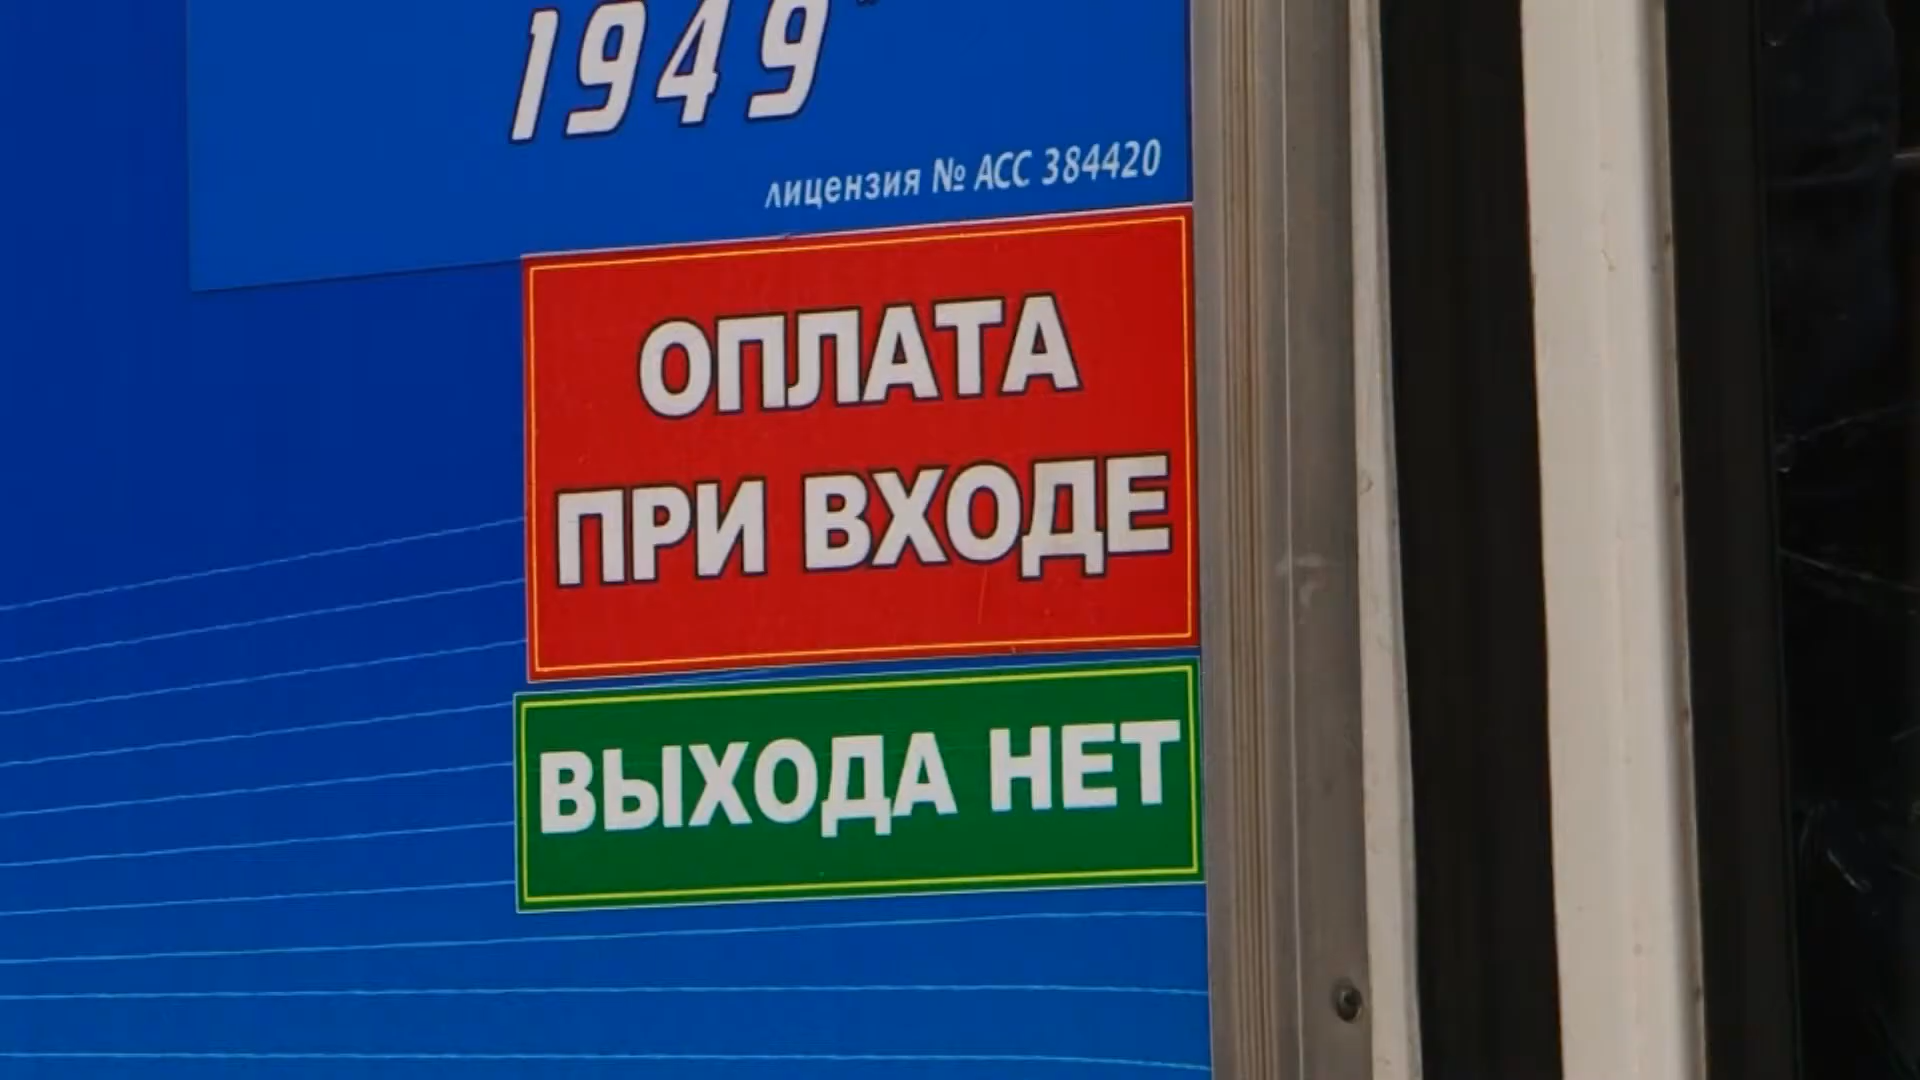 1949
лицензия № АСС 384420
ОПЛАТА
ПРИ ВХОДЕ
ВЫХОДА НЕТ